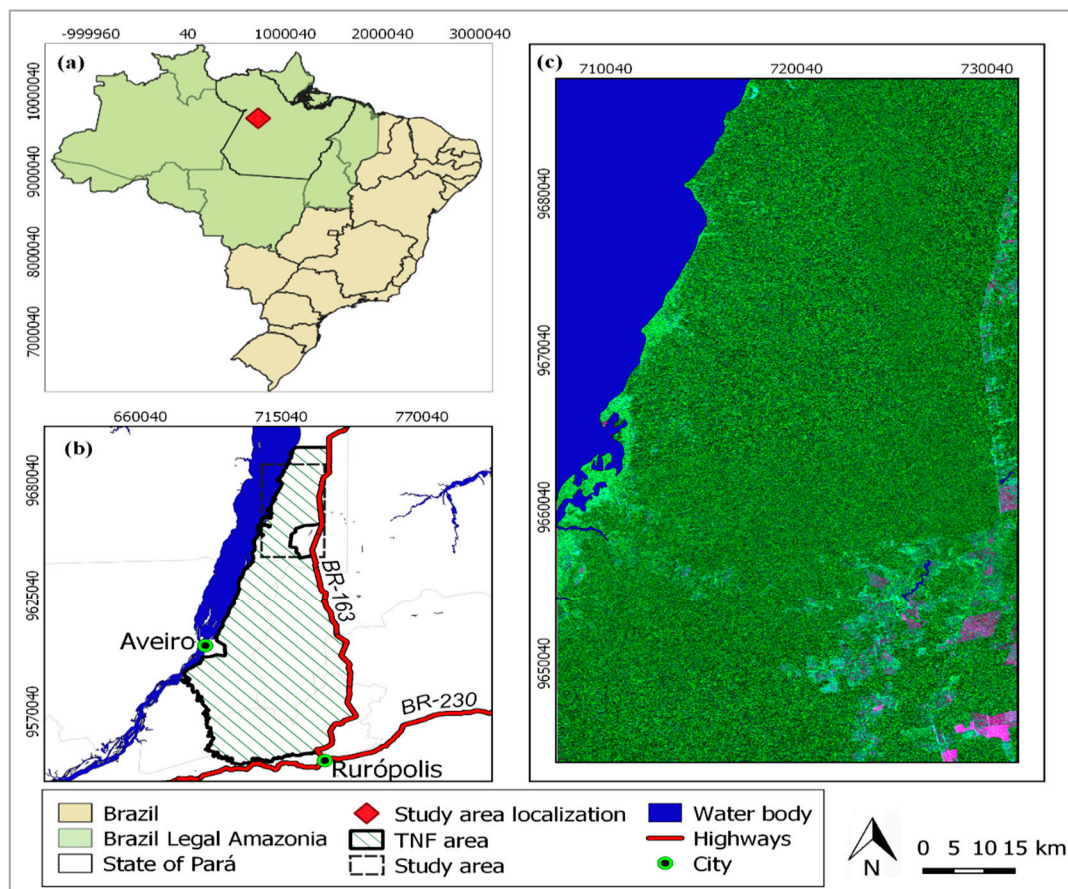 -999960 40 1000040 2000040 3000040
(a)
10000040
9000040
8000040
7000040
(b)
660040 715040 770040
9680040
9625040
9570040
Aveiro
BR-163
BR-230
Rurópolis
(c)
710040 720040 730040
9680040
9670040
9660040
9650040
Brazil
Brazil Legal Amazonia
State of Pará
Study area localization
TNF area
Study area
Water body
Highways
City
N
0 5 10 15 km